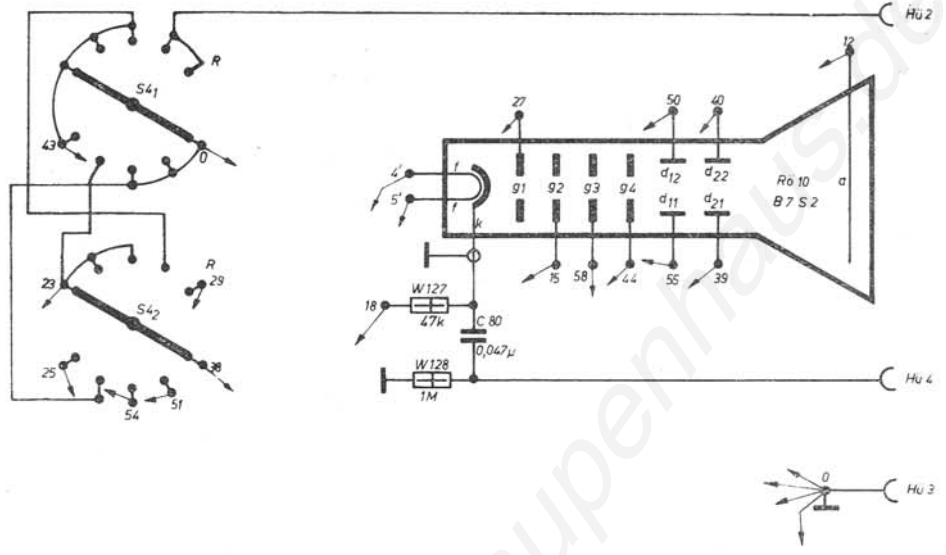 Hü 2
R
S4₁
43
0
12
27
50
40
4'
5'
f
f
k
g1
g2
g3
g4
d12
d22
d11
d21
Rö 10
B 7 S 2
a
15
58
44
55
39
23
R
29
S4₂
38
25
54
51
18
W 127
47k
C 80
0,047µ
W 128
1M
Hü 4
0
Hü 3